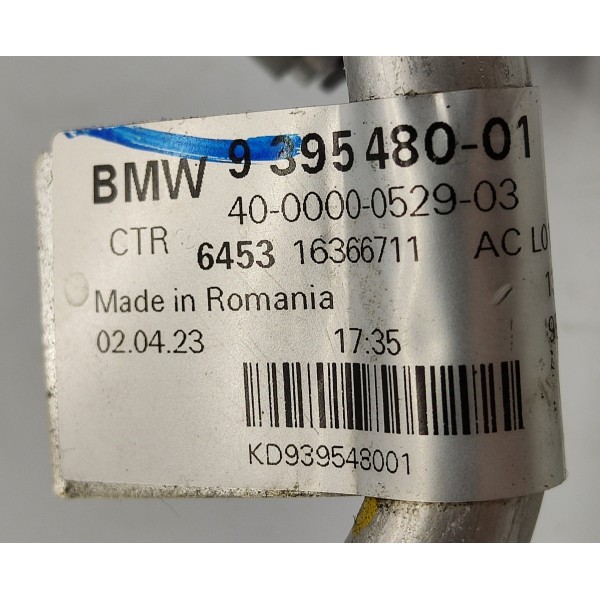 BMW 9 395 480-01
40-0000-0529-03
CTR 6453 16366711 AC
Made in Romania
02.04.23 17:35
KD939548001